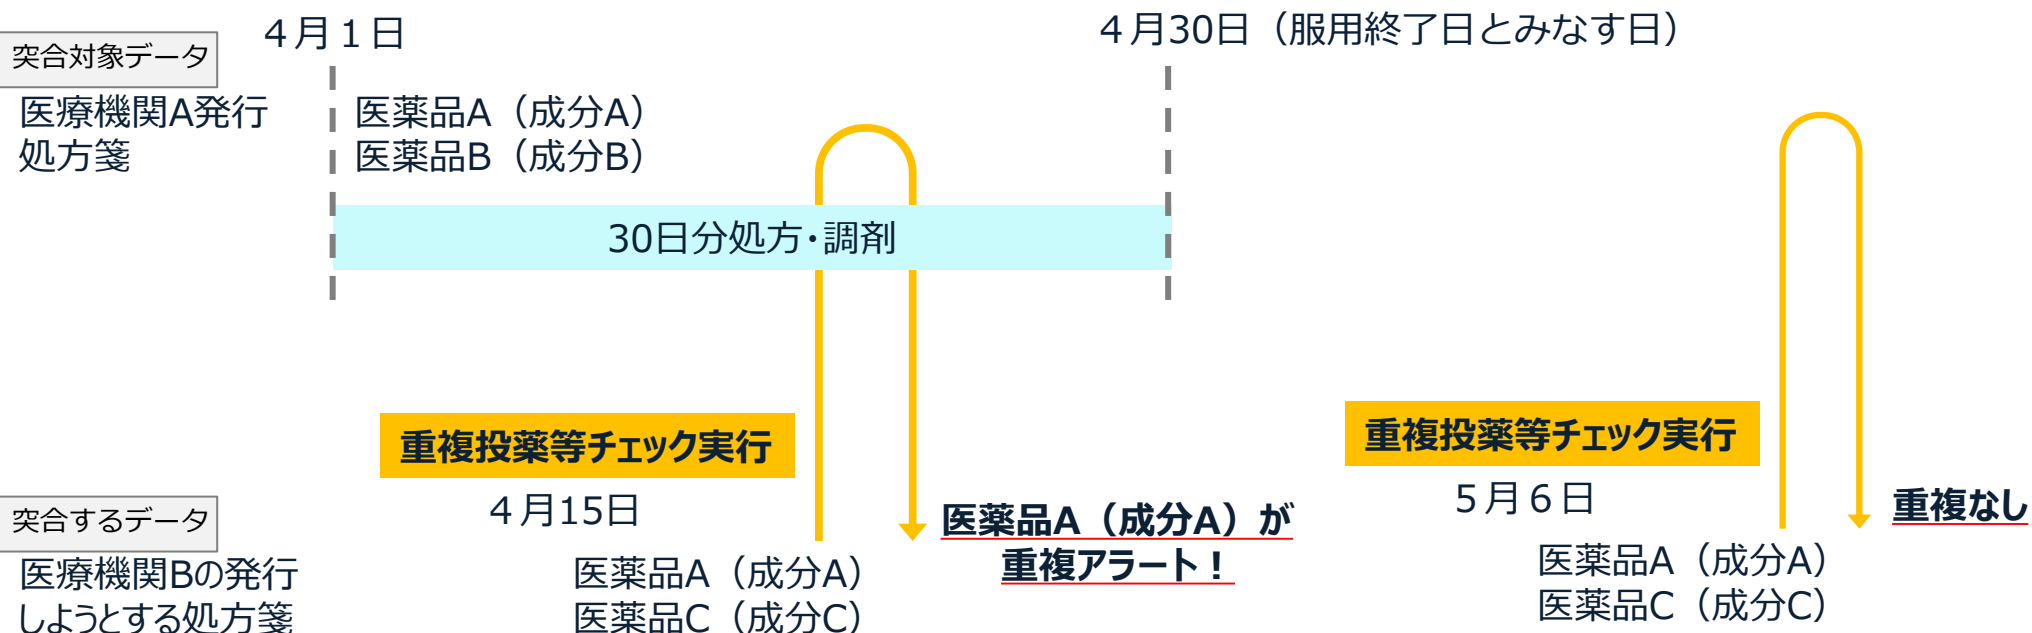 ４月１日
４月30日（服用終了日とみなす日）
突合対象データ
医療機関A発行
処方箋
医薬品A（成分A）
医薬品B（成分B）
30日分処方・調剤
重複投薬等チェック実行
４月15日
重複投薬等チェック実行
５月６日
突合するデータ
医療機関Bの発行
しようとする処方箋
医薬品A（成分A）
医薬品C（成分C）
医薬品A（成分A）が
重複アラート！
医薬品A（成分A）
医薬品C（成分C）
重複なし